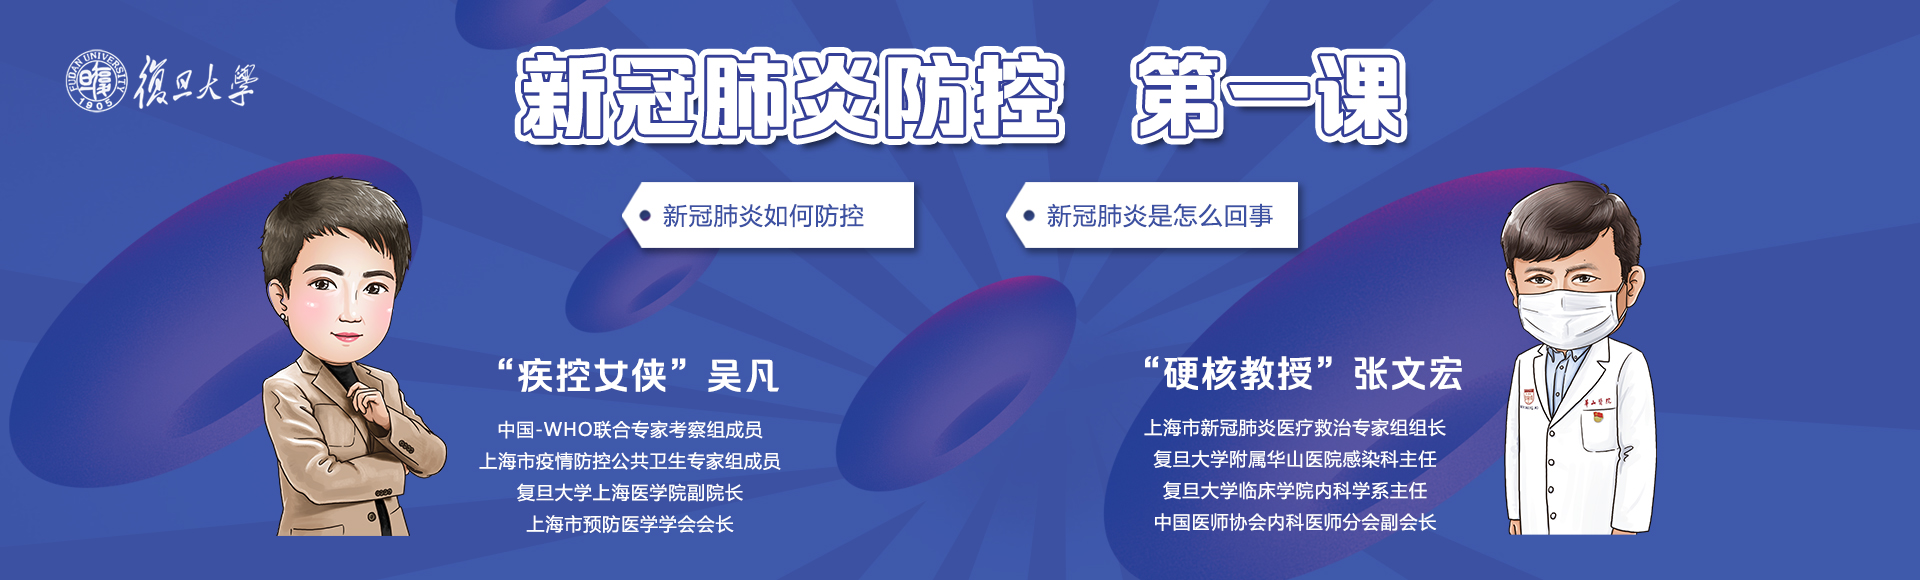 FUDAN UNIVERSITY
1905
復旦大學
新冠肺炎防控 第一课
新冠肺炎如何防控
新冠肺炎是怎么回事
“疾控女侠”吴凡
中国-WHO联合专家考察组成员
上海市疫情防控公共卫生专家组成员
复旦大学上海医学院副院长
上海市预防医学学会会长
“硬核教授”张文宏
上海市新冠肺炎医疗救治专家组组长
复旦大学附属华山医院感染科主任
复旦大学临床学院内科学系主任
中国医师协会内科医师分会副会长
華山醫院